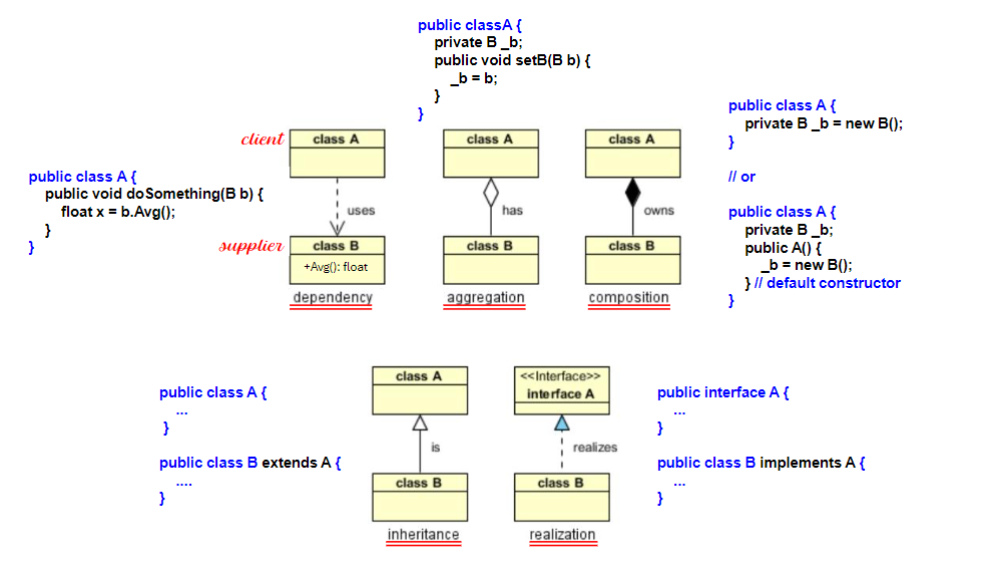 public classA {
private B _b;
public void setB(B b) {
_b = b;
}
}
public class A {
public void doSomething(B b) {
float x = b.Avg();
}
}
client
class A
uses
supplier
class B
+Avg(): float
dependency
class A
has
class B
aggregation
class A
owns
class B
composition
public class A {
private B _b = new B();
}
// or
public class A {
private B _b;
public A() {
_b = new B();
} // default constructor
}
public class A {
...
}
public class B extends A {
....
}
class A
is
class B
inheritance
<<Interface>>
interface A
realizes
class B
realization
public interface A {
...
}
public class B implements A {
...
}